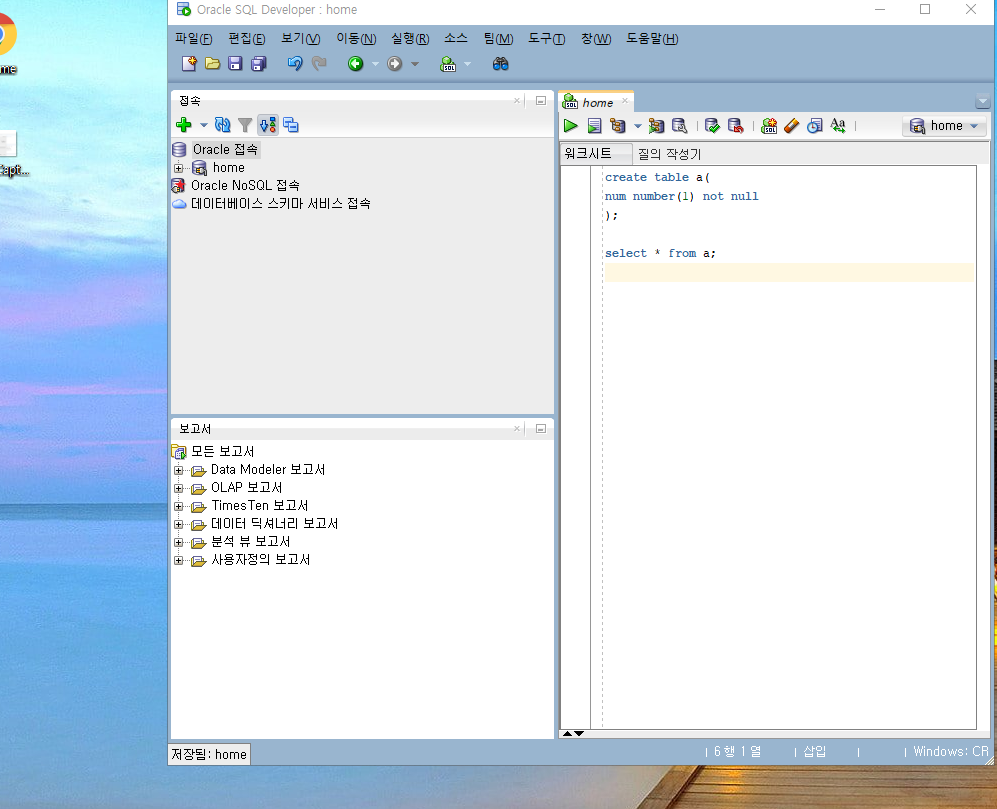 Oracle SQL Developer : home
파일(F) 편집(E) 보기(V) 이동(N) 실행(R) 소스 팀(M) 도구(T) 창(W) 도움말(H)
접속
Oracle 접속
home
Oracle NoSQL 접속
데이터베이스 스키마 서비스 접속
보고서
모든 보고서
Data Modeler 보고서
OLAP 보고서
TimesTen 보고서
데이터 딕셔너리 보고서
분석 뷰 보고서
사용자정의 보고서
home
home
워크시트 질의 작성기
create table a(
num number(1) not null
);
select * from a;
저장됨: home
6 행 1 열
삽입
Windows: CR
me
Capt...